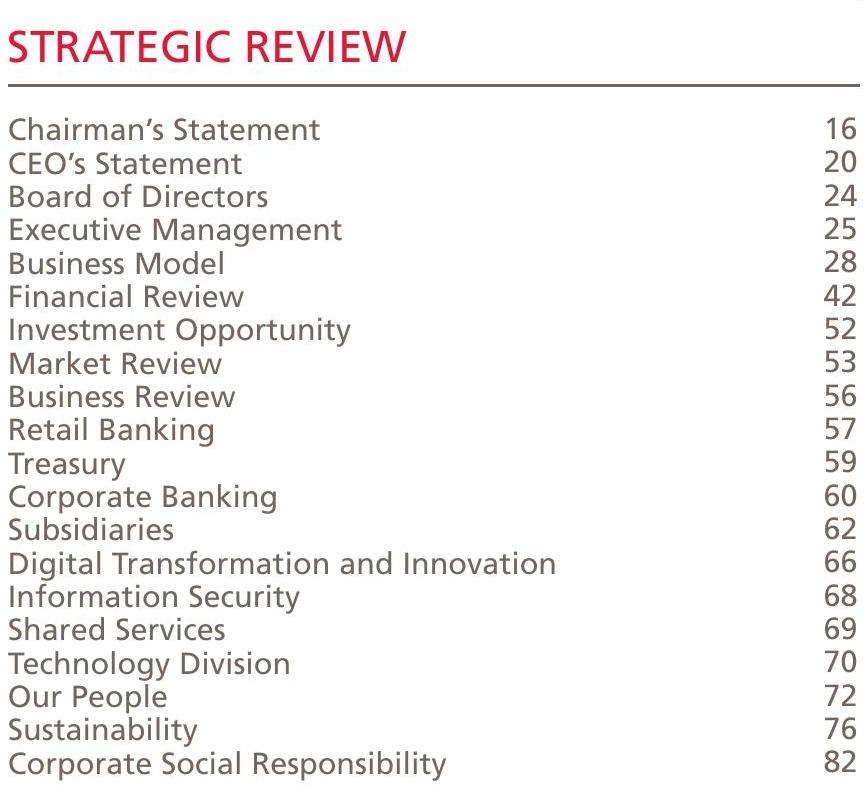 STRATEGIC REVIEW
Chairman’s Statement 16
CEO’s Statement 20
Board of Directors 24
Executive Management 25
Business Model 28
Financial Review 42
Investment Opportunity 52
Market Review 53
Business Review 56
Retail Banking 57
Treasury 59
Corporate Banking 60
Subsidiaries 62
Digital Transformation and Innovation 66
Information Security 68
Shared Services 69
Technology Division 70
Our People 72
Sustainability 76
Corporate Social Responsibility 82